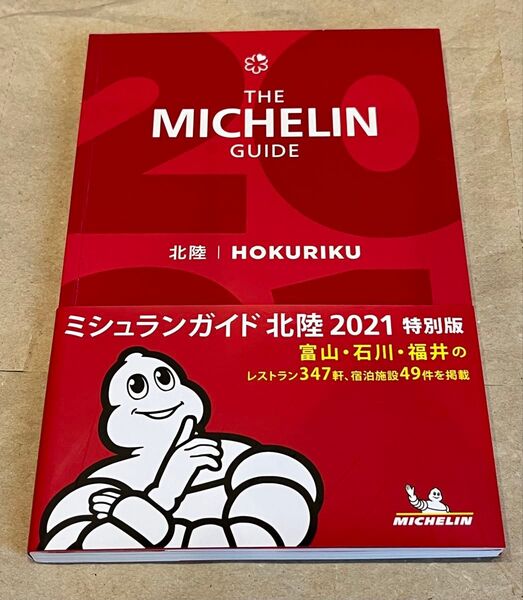 20
THE
MICHELIN
GUIDE
北陸 | HOKURIKU
21
ミシュランガイド 北陸 2021 特別版
富山・石川・福井の
レストラン347軒、宿泊施設49件を掲載
MICHELIN